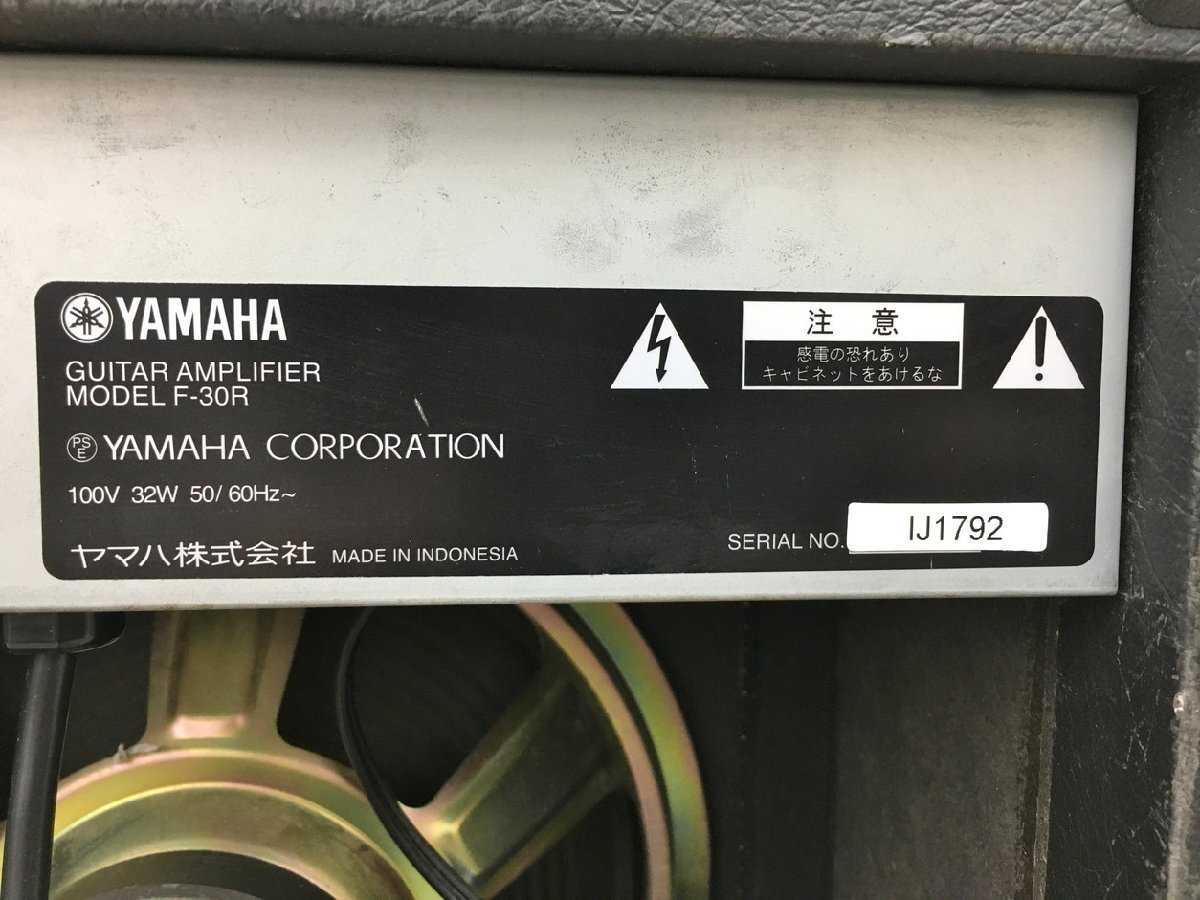 YAMAHA
GUITAR AMPLIFIER
MODEL F-30R
PS
E
YAMAHA CORPORATION
100V 32W 50/60Hz~
ヤマハ株式会社 MADE IN INDONESIA
注 意
感電の恐れあり
キャビネットをあけるな
SERIAL NO. IJ1792